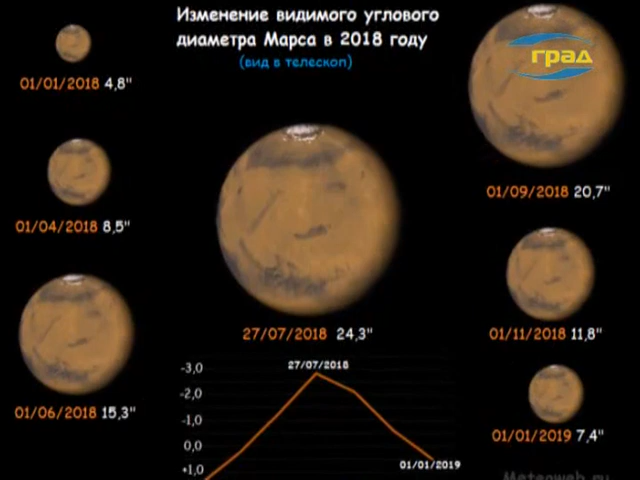 Изменение видимого углового
диаметра Марса в 2018 году
(вид в телескоп)
град
01/01/2018 4,8"
01/04/2018 8,5"
01/06/2018 15,3"
27/07/2018 24,3"
01/09/2018 20,7"
01/11/2018 11,8"
01/01/2019 7,4"
-3,0
-2,0
-1,0
0,0
+1,0
27/07/2018
01/01/2019
Meteoweb.ru